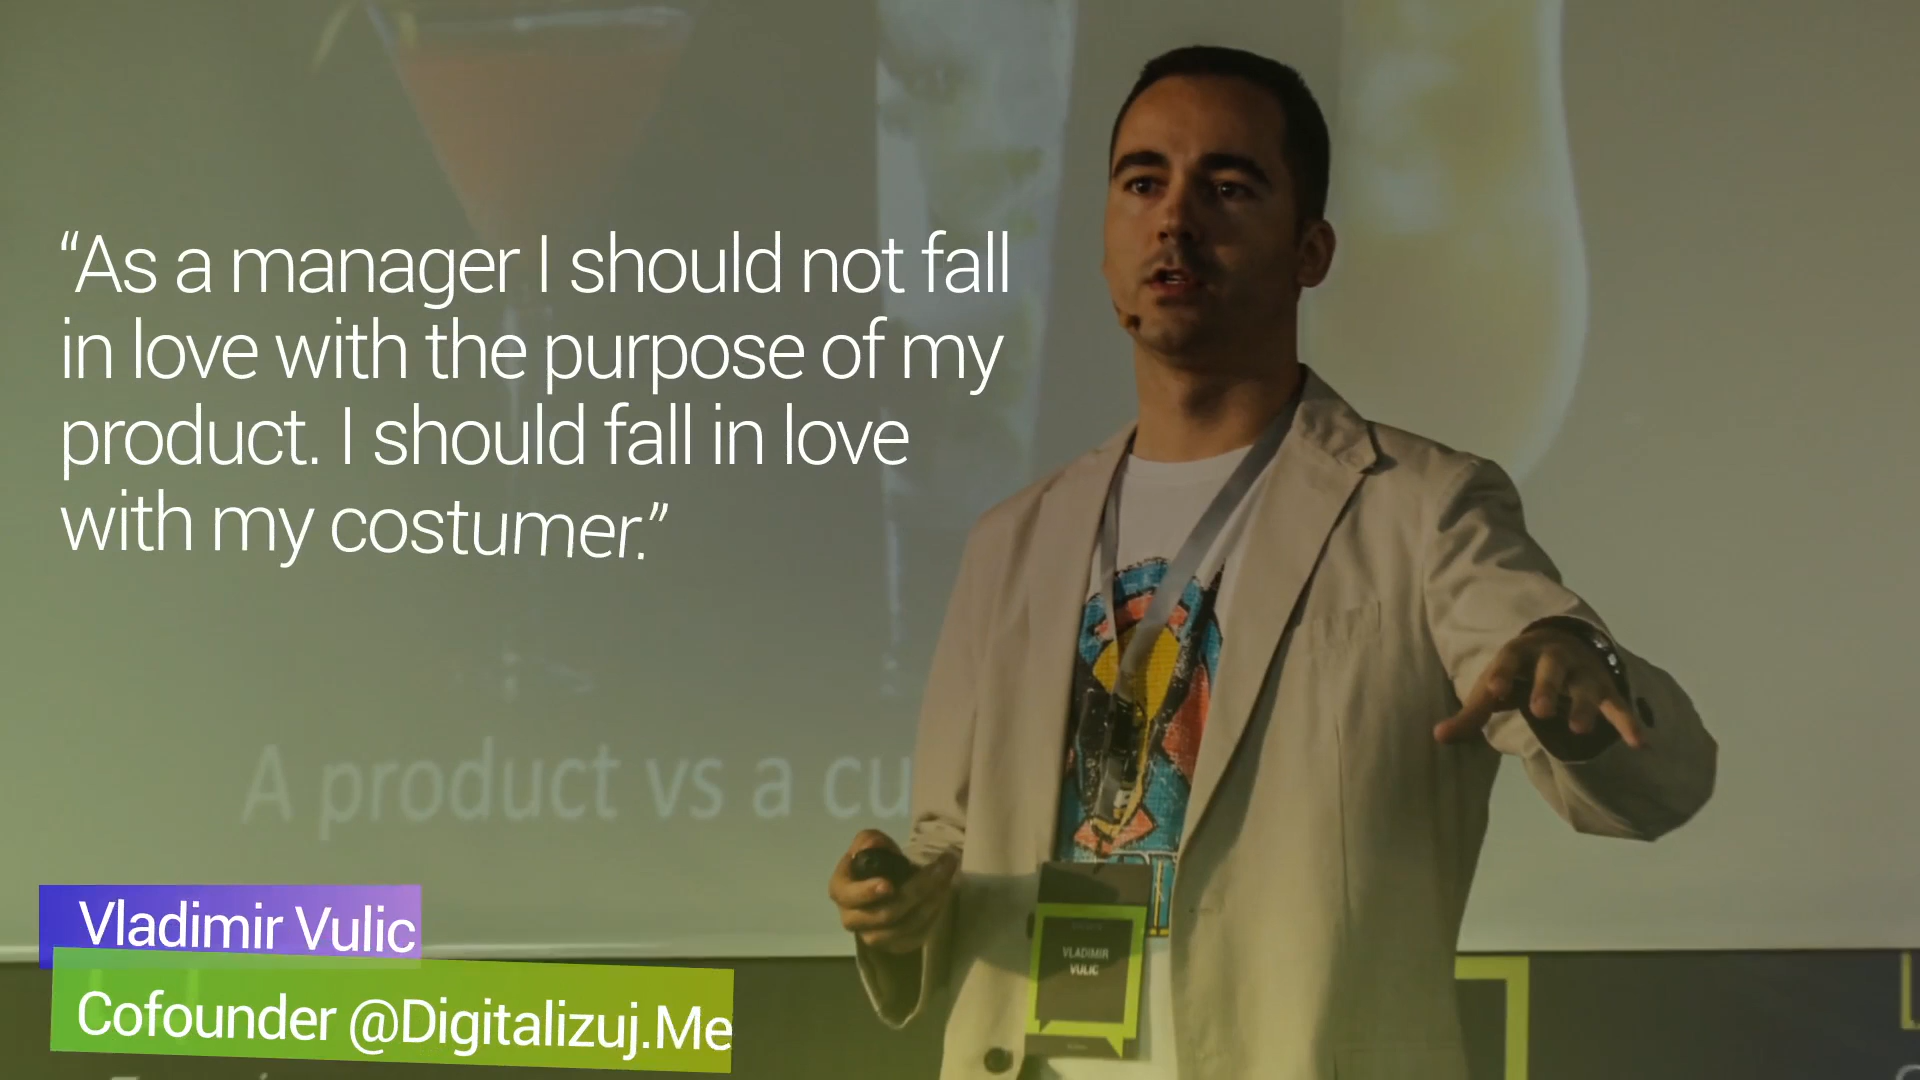 “As a manager I should not fall
in love with the purpose of my
product. I should fall in love
with my costumer.”
A product vs a cu
Vladimir Vulic
Cofounder @Digitalizuj.Me
VLADIMIR
VULIC